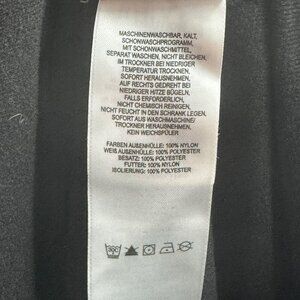 MASCHINENWASCHBAR, KALT,
SCHONWASCHPROGRAMM,
MIT SCHONWASCHMITTEL,
SEPARAT WASCHEN, NICHT BLEICHEN,
IM TROCKNER BEI NIEDRIGER
TEMPERATUR TROCKNEN,
SOFORT HERAUSNEHMEN,
AUF RECHTS GEDREHT BEI
NIEDRIGER HITZE BÜGELN,
FALLS ERFORDERLICH.
NICHT CHEMISCH REINIGEN.
NICHT FEUCHT IN DEN SCHRANK LEGEN.
SOFORT AUS WASCHMASCHINE/
TROCKNER HERAUSNEHMEN,
KEIN WEICHSPÜLER
FARBEN AUßENHÜLLE: 100% NYLON
WEIß AUßENHÜLLE: 100% POLYESTER
BESATZ: 100% POLYESTER
FUTTER: 100% NYLON
ISOLIERUNG: 100% POLYESTER